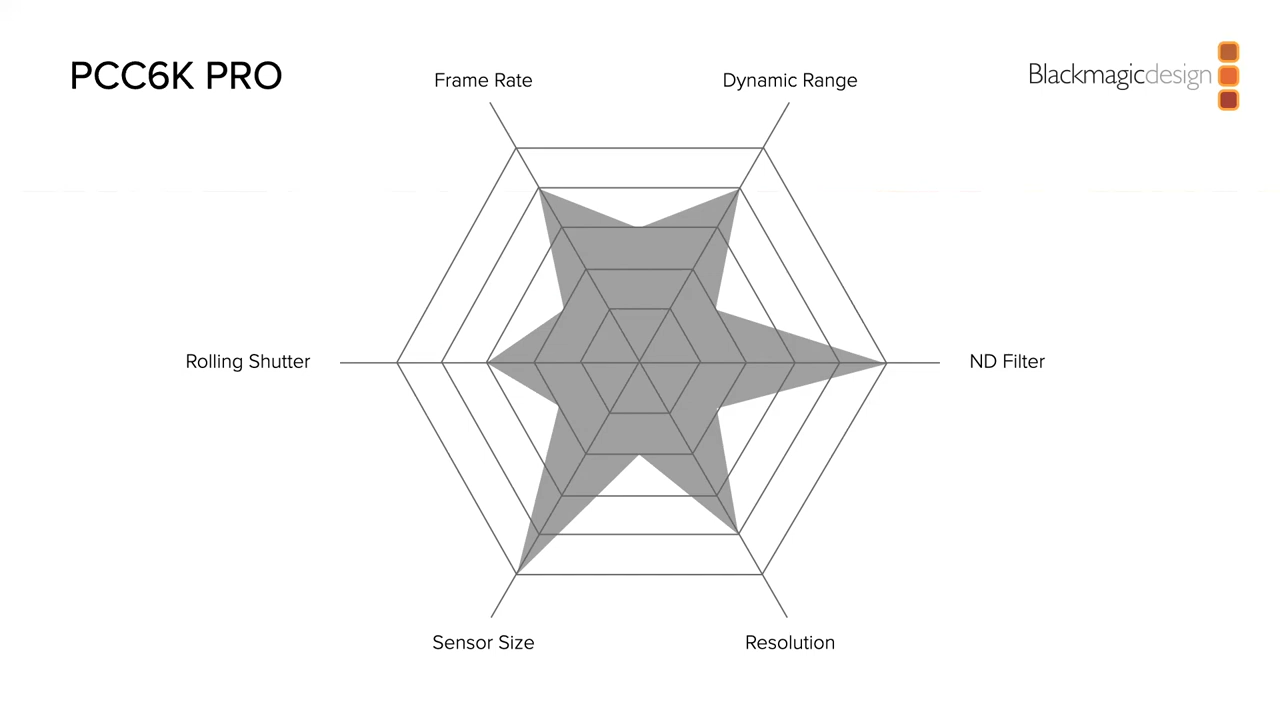 PCC6K PRO
Blackmagicdesign
Frame Rate
Dynamic Range
Rolling Shutter
ND Filter
Sensor Size
Resolution